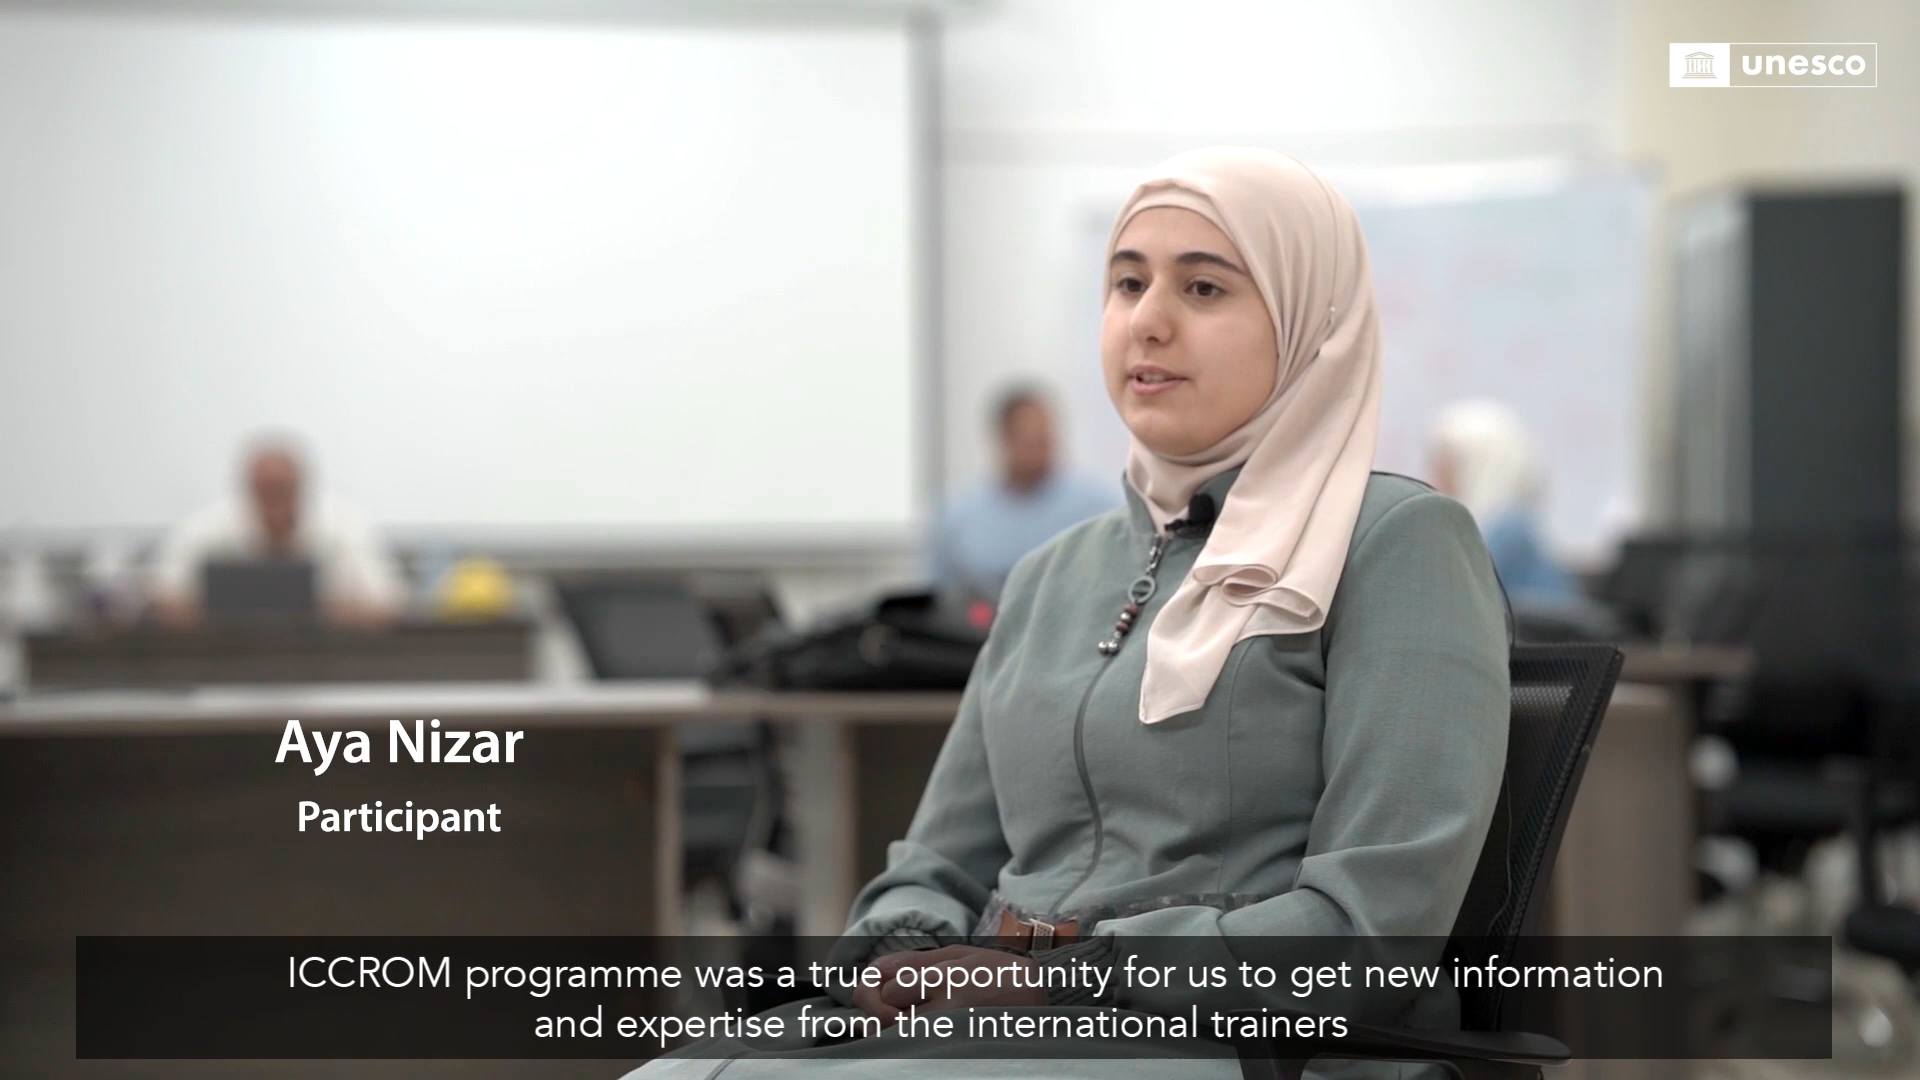 unesco
Aya Nizar
Participant
ICCROM programme was a true opportunity for us to get new information
and expertise from the international trainers